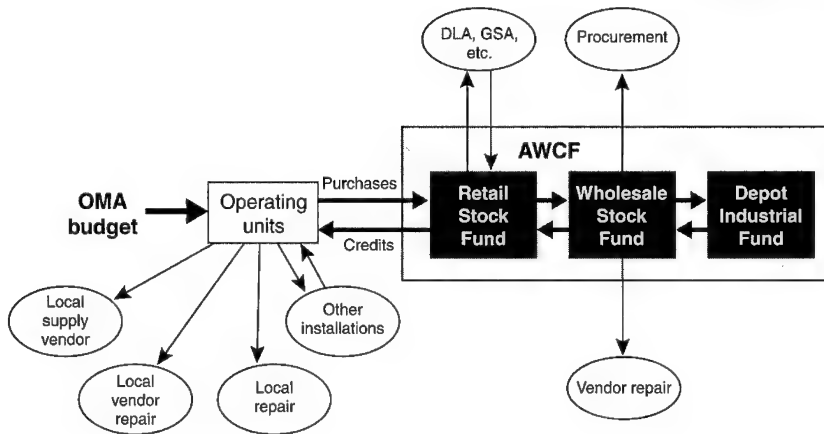 DLA, GSA,
etc.
Procurement
AWCF
OMA
budget
Operating
units
Purchases
Credits
Retail
Stock
Fund
Wholesale
Stock
Fund
Depot
Industrial
Fund
Local
supply
vendor
Local
vendor
repair
Local
repair
Other
installations
Vendor repair